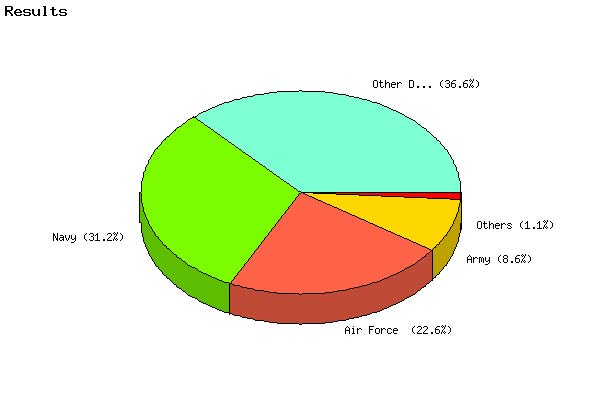 Results
Other D... (36.6%)
Navy (31.2%)
Others (1.1%)
Army (8.6%)
Air Force  (22.6%)